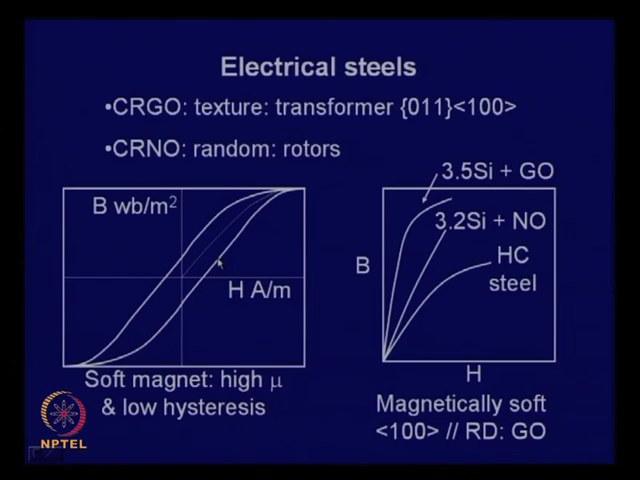 Electrical steels
•CRGO: texture: transformer {011}<100>
•CRNO: random: rotors
B wb/m²
H A/m
Soft magnet: high μ
& low hysteresis
3.5Si + GO
3.2Si + NO
HC
steel
B
H
Magnetically soft
<100> // RD: GO
NPTEL